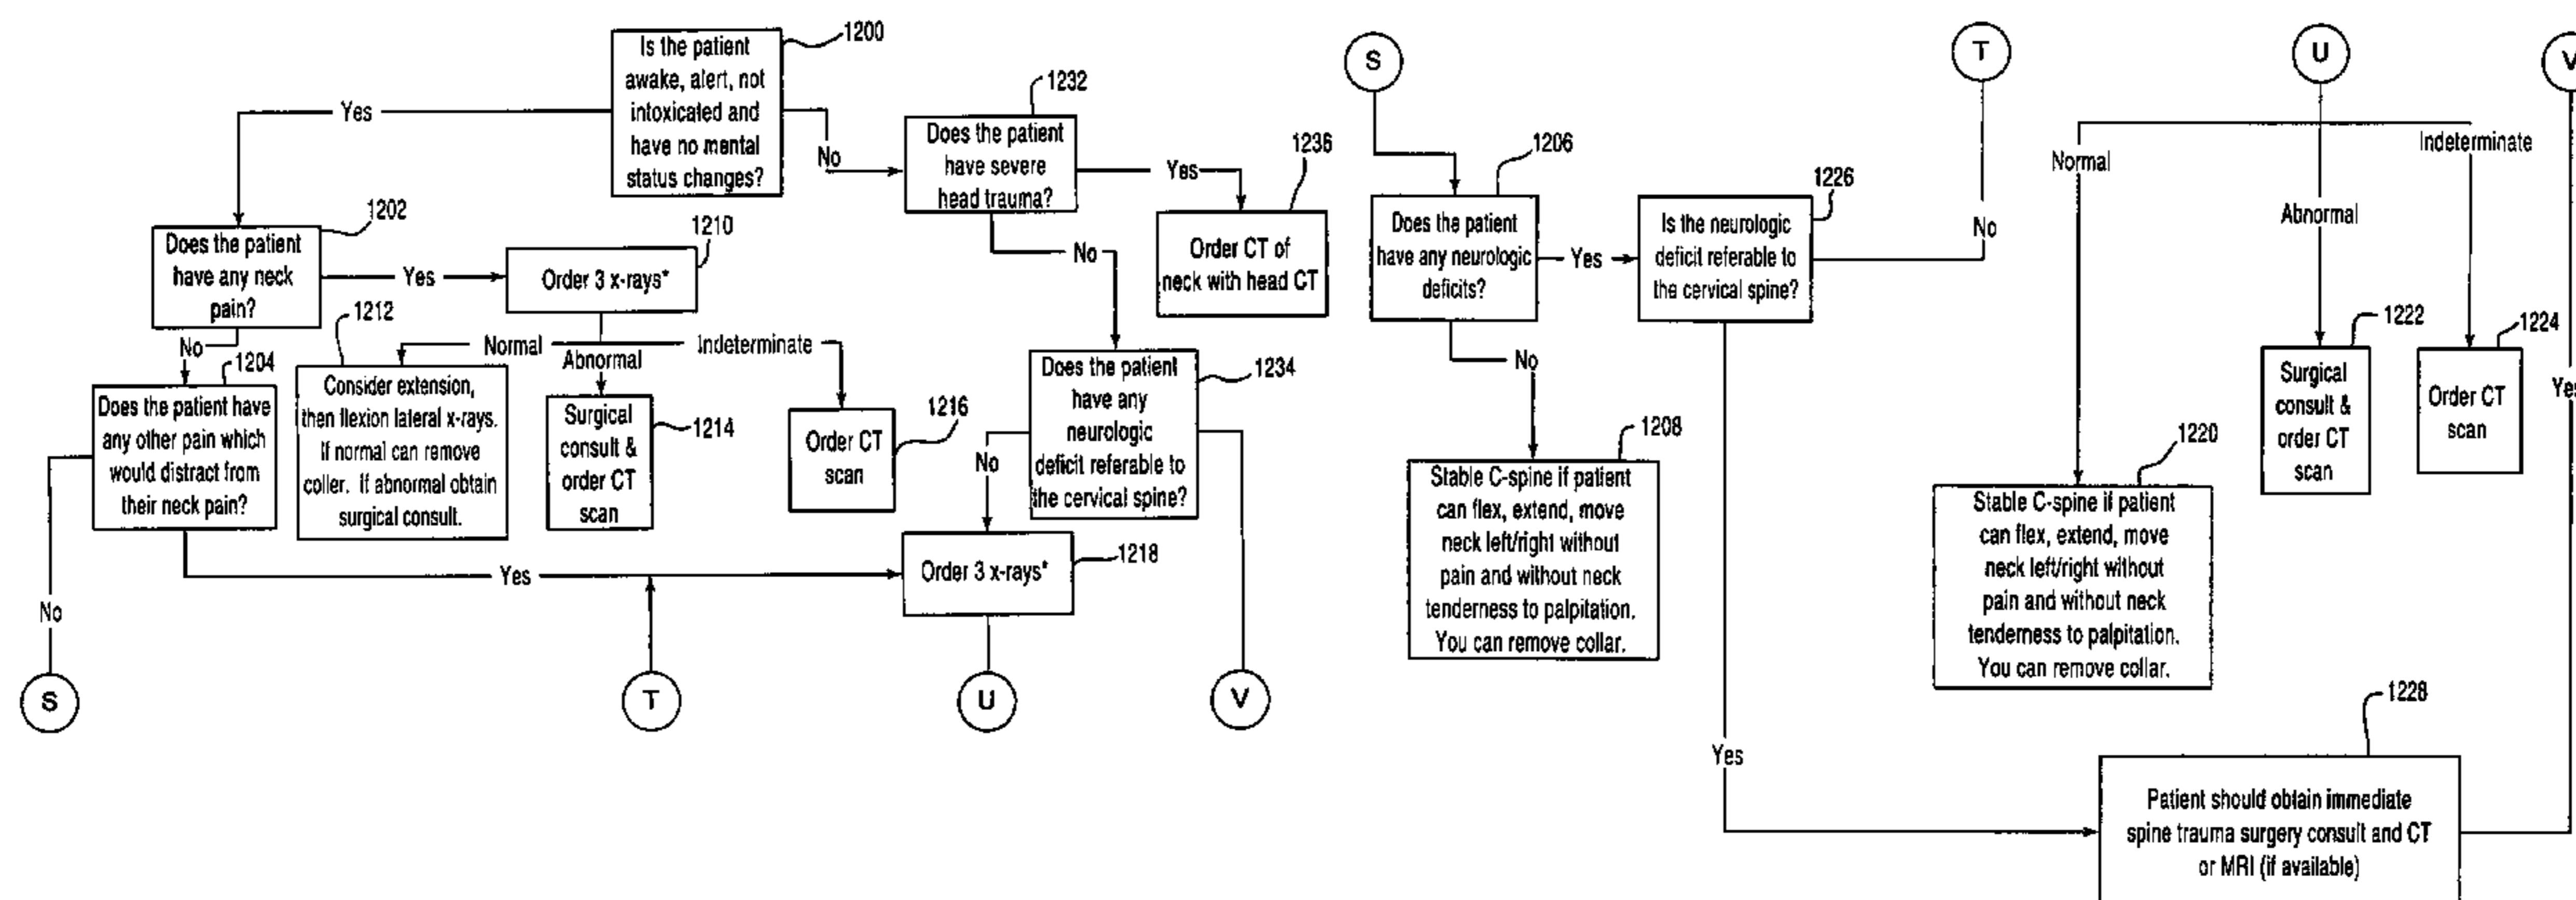 Is the patient
awake, alert, not
intoxicated and
have no mental
status changes?
1200
Yes
No
1232
Does the patient
have severe
head trauma?
Yes
1236
Order CT of
neck with head CT
No
1202
Does the patient
have any neck
pain?
Yes
1210
Order 3 x-rays*
No
1204
Does the patient have
any other pain which
would distract from
their neck pain?
1212
Normal
Abnormal
Indeterminate
Consider extension,
then flexion lateral x-rays.
If normal can remove
coller. If abnormal obtain
surgical consult.
Surgical
consult &
order CT
scan
1214
Order CT
scan
1216
1234
Does the patient
have any
neurologic
deficit referable to
the cervical spine?
No
Order 3 x-rays*
1218
Yes
No
S
T
U
V
S
1206
Does the patient
have any neurologic
deficits?
Yes
1226
Is the neurologic
deficit referable to
the cervical spine?
No
T
No
1208
Stable C-spine if patient
can flex, extend, move
neck left/right without
pain and without neck
tenderness to palpitation.
You can remove collar.
Yes
U
Normal
Abnormal
Indeterminate
1220
Stable C-spine if patient
can flex, extend, move
neck left/right without
pain and without neck
tenderness to palpitation.
You can remove collar.
1222
Surgical
consult &
order CT
scan
1224
Order CT
scan
V
1228
Patient should obtain immediate
spine trauma surgery consult and CT
or MRI (if available)